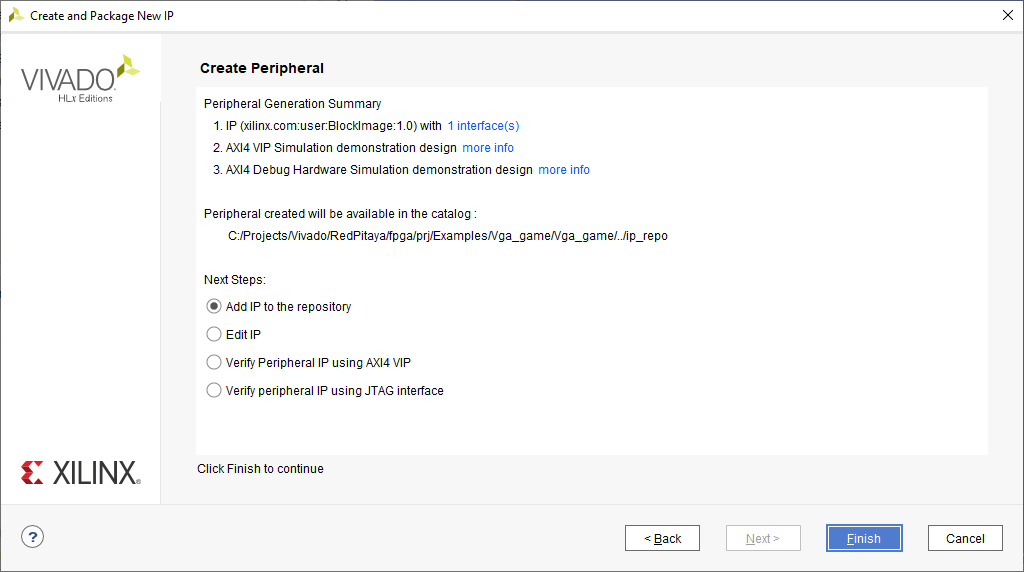 Create and Package New IP
VIVADO
HLx Editions
Create Peripheral
Peripheral Generation Summary
1. IP (xilinx.com:user:BlockImage:1.0) with 1 interface(s)
2. AXI4 VIP Simulation demonstration design more info
3. AXI4 Debug Hardware Simulation demonstration design more info
Peripheral created will be available in the catalog :
C:/Projects/Vivado/RedPitaya/fpga/prj/Examples/Vga_game/Vga_game/../ip_repo
Next Steps:
Add IP to the repository
Edit IP
Verify Peripheral IP using AXI4 VIP
Verify peripheral IP using JTAG interface
XILINX®
Click Finish to continue
?
< Back
Next >
Finish
Cancel